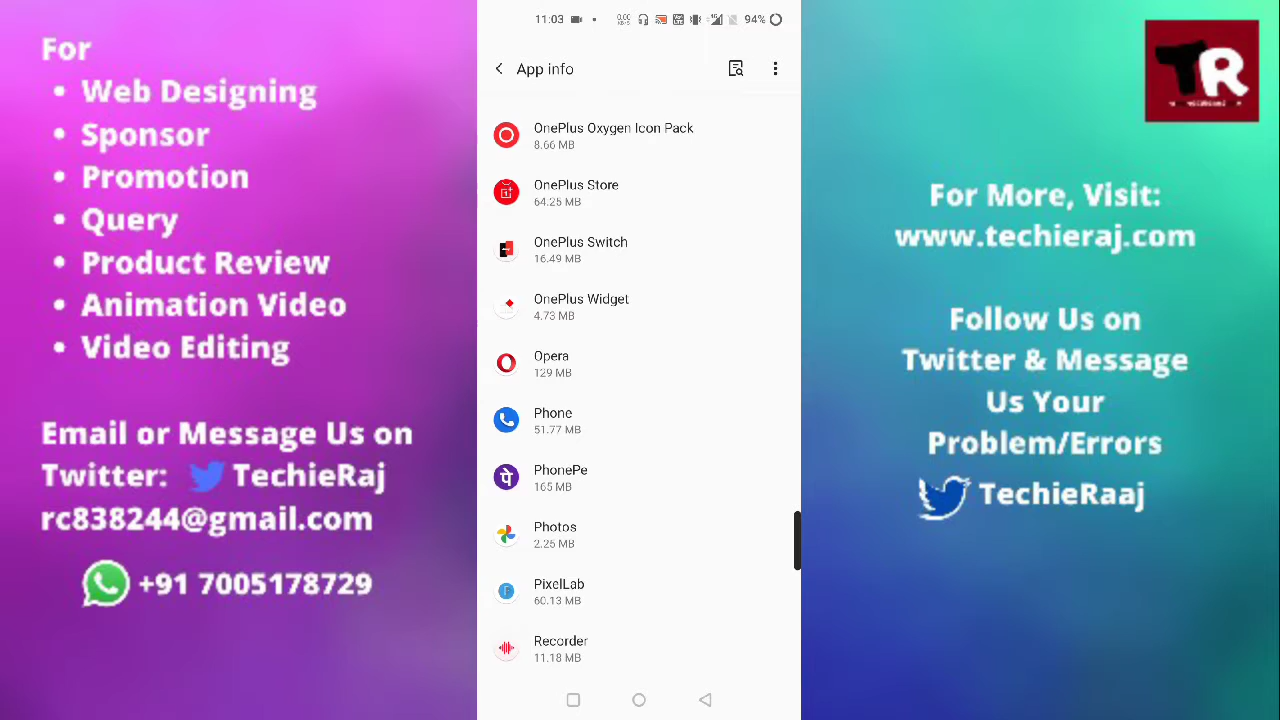 For
• Web Designing
• Sponsor
• Promotion
• Query
• Product Review
• Animation Video
• Video Editing
Email or Message Us on
Twitter: TechieRaj
rc838244@gmail.com
+91 7005178729
11:03
94%
App info
OnePlus Oxygen Icon Pack
8.66 MB
OnePlus Store
64.25 MB
OnePlus Switch
16.49 MB
OnePlus Widget
4.73 MB
Opera
129 MB
Phone
51.77 MB
PhonePe
165 MB
Photos
2.25 MB
PixelLab
60.13 MB
Recorder
11.18 MB
TR
For More, Visit:
www.techieraj.com
Follow Us on
Twitter & Message
Us Your
Problem/Errors
TechieRaaj